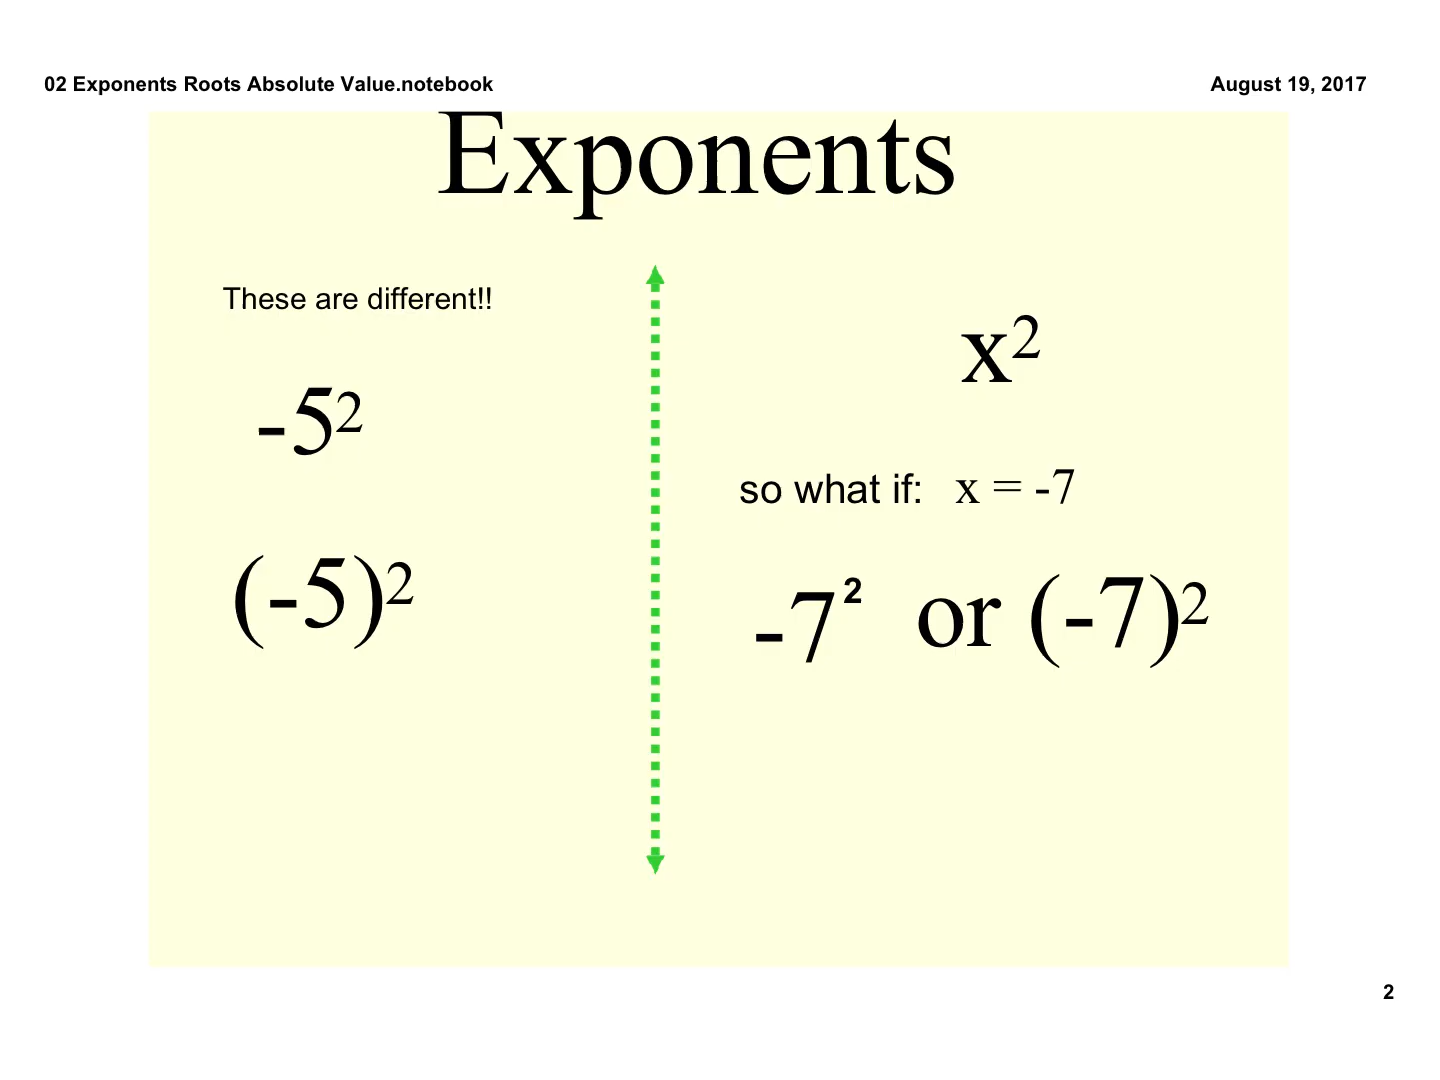 02 Exponents Roots Absolute Value.notebook
August 19, 2017
Exponents
These are different!!
-5²
(-5)²
x²
so what if: x = -7
-7² or (-7)²
2